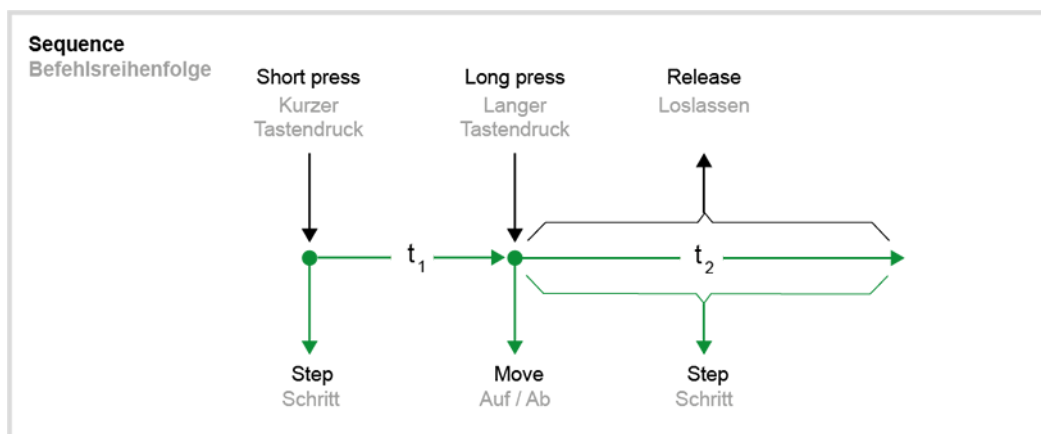 Sequence
Befehlsreihenfolge
Short press
Kurzer
Tastendruck
Long press
Langer
Tastendruck
Release
Loslassen
t1
t2
Step
Schritt
Move
Auf / Ab
Step
Schritt